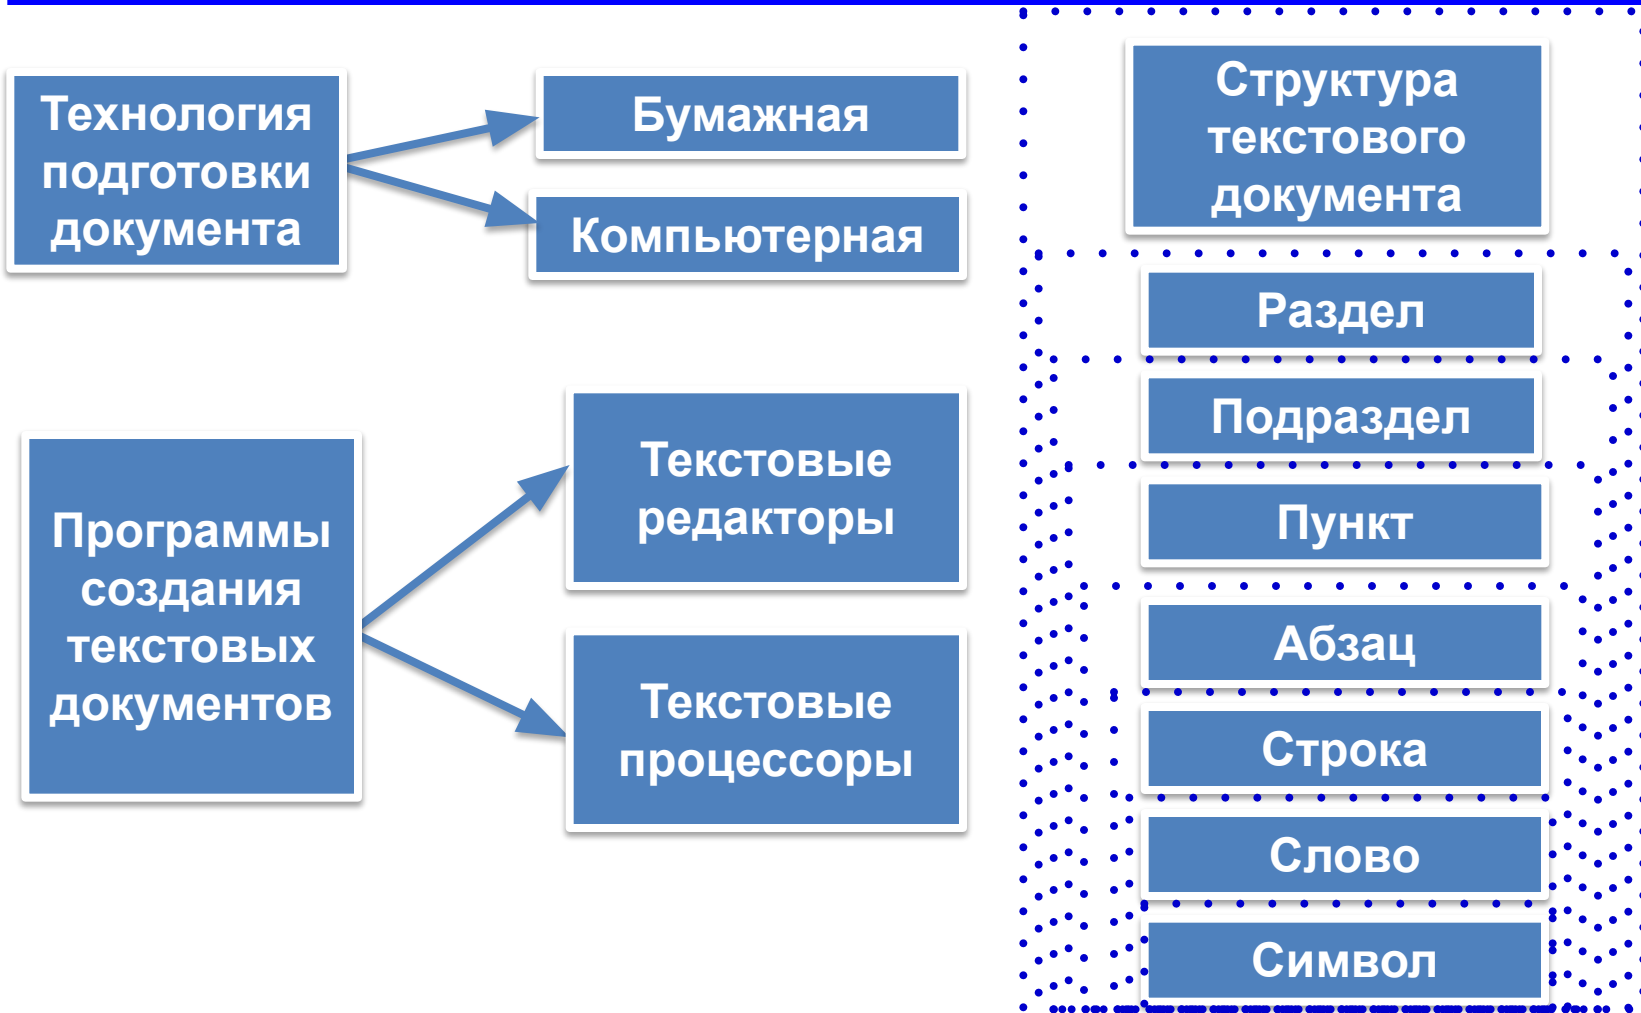 Технология
подготовки
документа
Бумажная
Компьютерная
Программы
создания
текстовых
документов
Текстовые
редакторы
Текстовые
процессоры
Структура
текстового
документа
Раздел
Подраздел
Пункт
Абзац
Строка
Слово
Символ